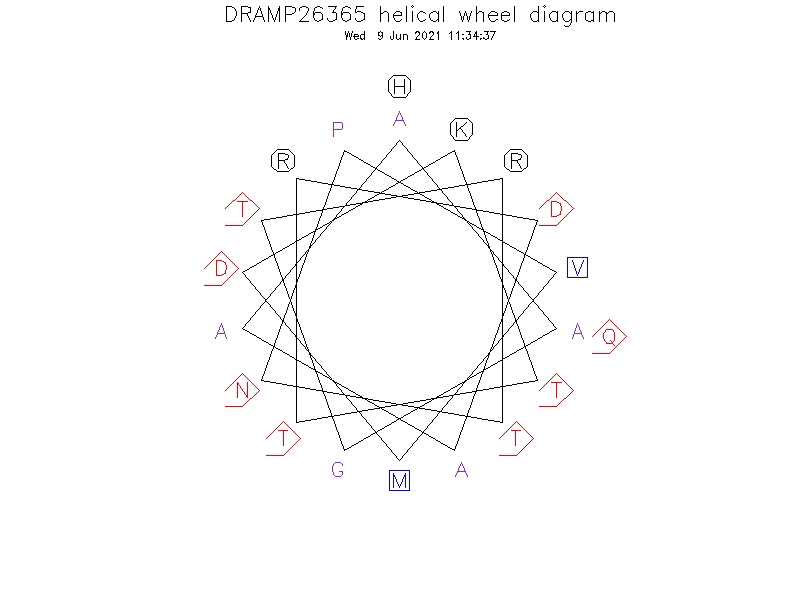 DRAMP26365 helical wheel diagram
Wed 9 Jun 2021 11:34:37
H
P A K
R R
T D
D V
A A Q
N T
T T
G A
M